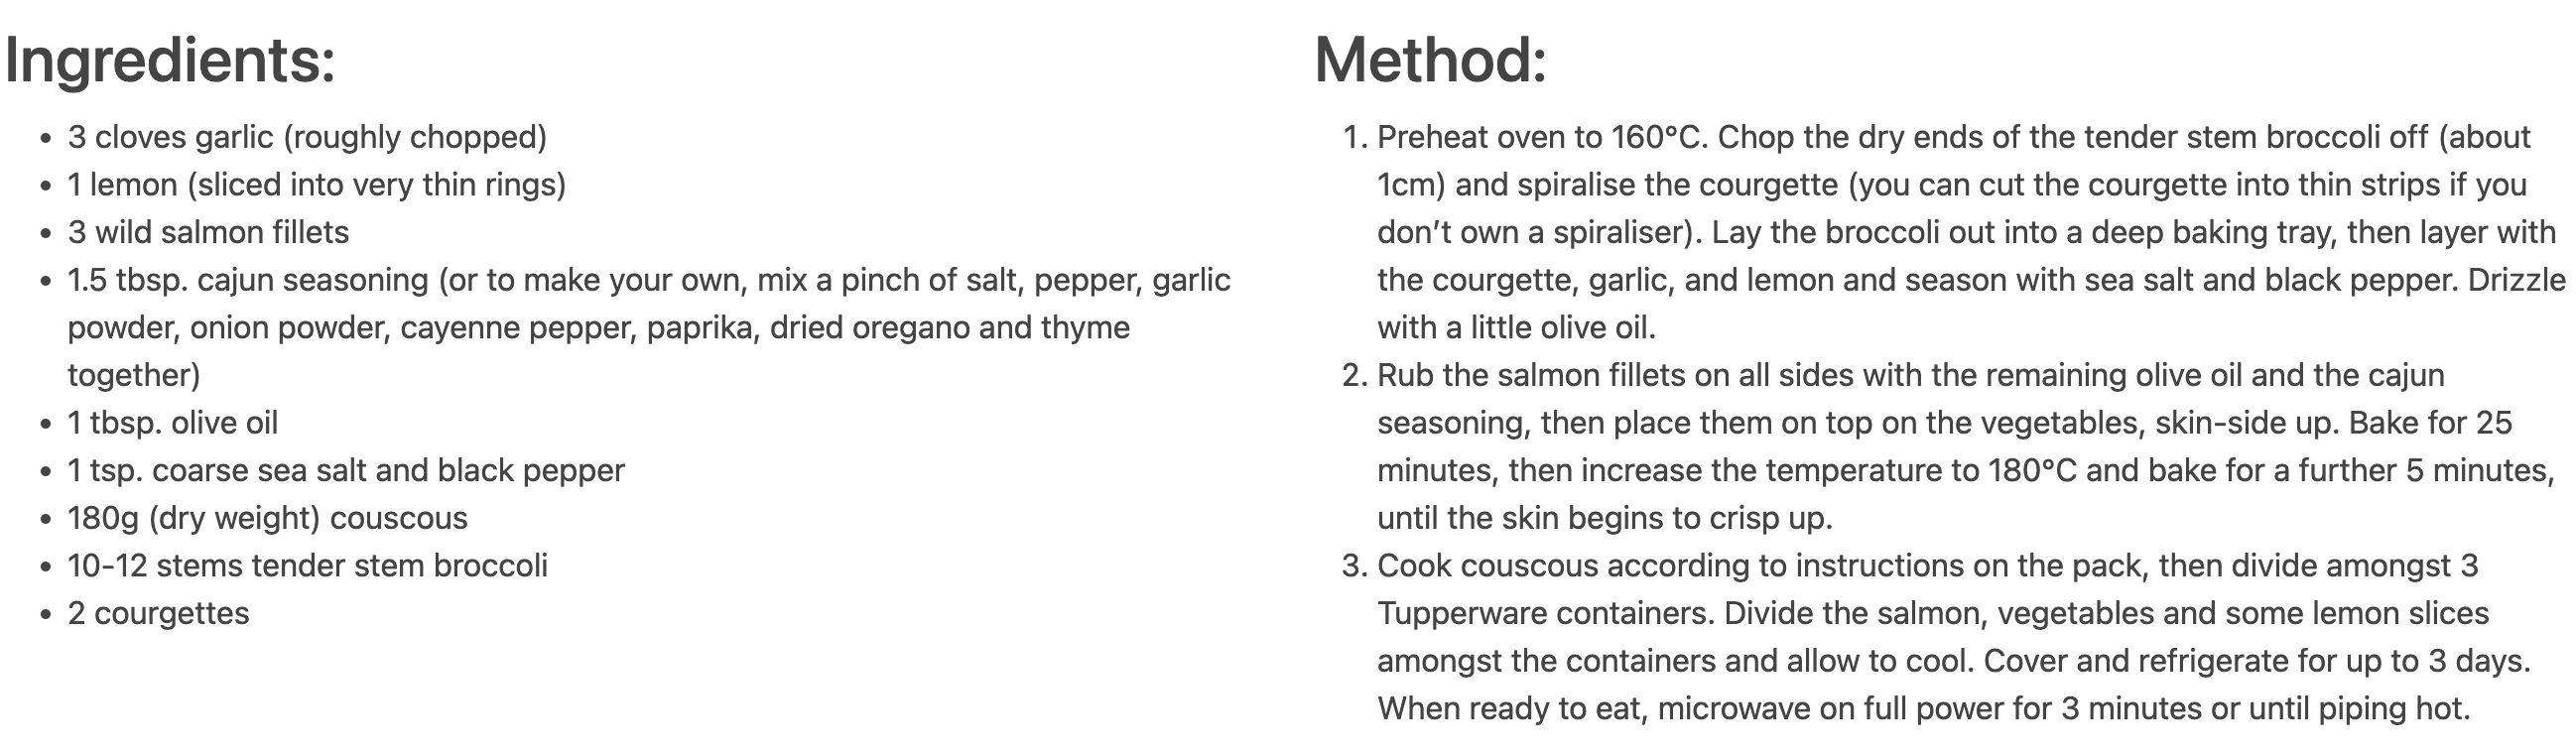 Ingredients:
• 3 cloves garlic (roughly chopped)
• 1 lemon (sliced into very thin rings)
• 3 wild salmon fillets
• 1.5 tbsp. cajun seasoning (or to make your own, mix a pinch of salt, pepper, garlic
powder, onion powder, cayenne pepper, paprika, dried oregano and thyme
together)
• 1 tbsp. olive oil
• 1 tsp. coarse sea salt and black pepper
• 180g (dry weight) couscous
• 10-12 stems tender stem broccoli
• 2 courgettes
Method:
1. Preheat oven to 160°C. Chop the dry ends of the tender stem broccoli off (about
1cm) and spiralise the courgette (you can cut the courgette into thin strips if you
don’t own a spiraliser). Lay the broccoli out into a deep baking tray, then layer with
the courgette, garlic, and lemon and season with sea salt and black pepper. Drizzle
with a little olive oil.
2. Rub the salmon fillets on all sides with the remaining olive oil and the cajun
seasoning, then place them on top on the vegetables, skin-side up. Bake for 25
minutes, then increase the temperature to 180°C and bake for a further 5 minutes,
until the skin begins to crisp up.
3. Cook couscous according to instructions on the pack, then divide amongst 3
Tupperware containers. Divide the salmon, vegetables and some lemon slices
amongst the containers and allow to cool. Cover and refrigerate for up to 3 days.
When ready to eat, microwave on full power for 3 minutes or until piping hot.